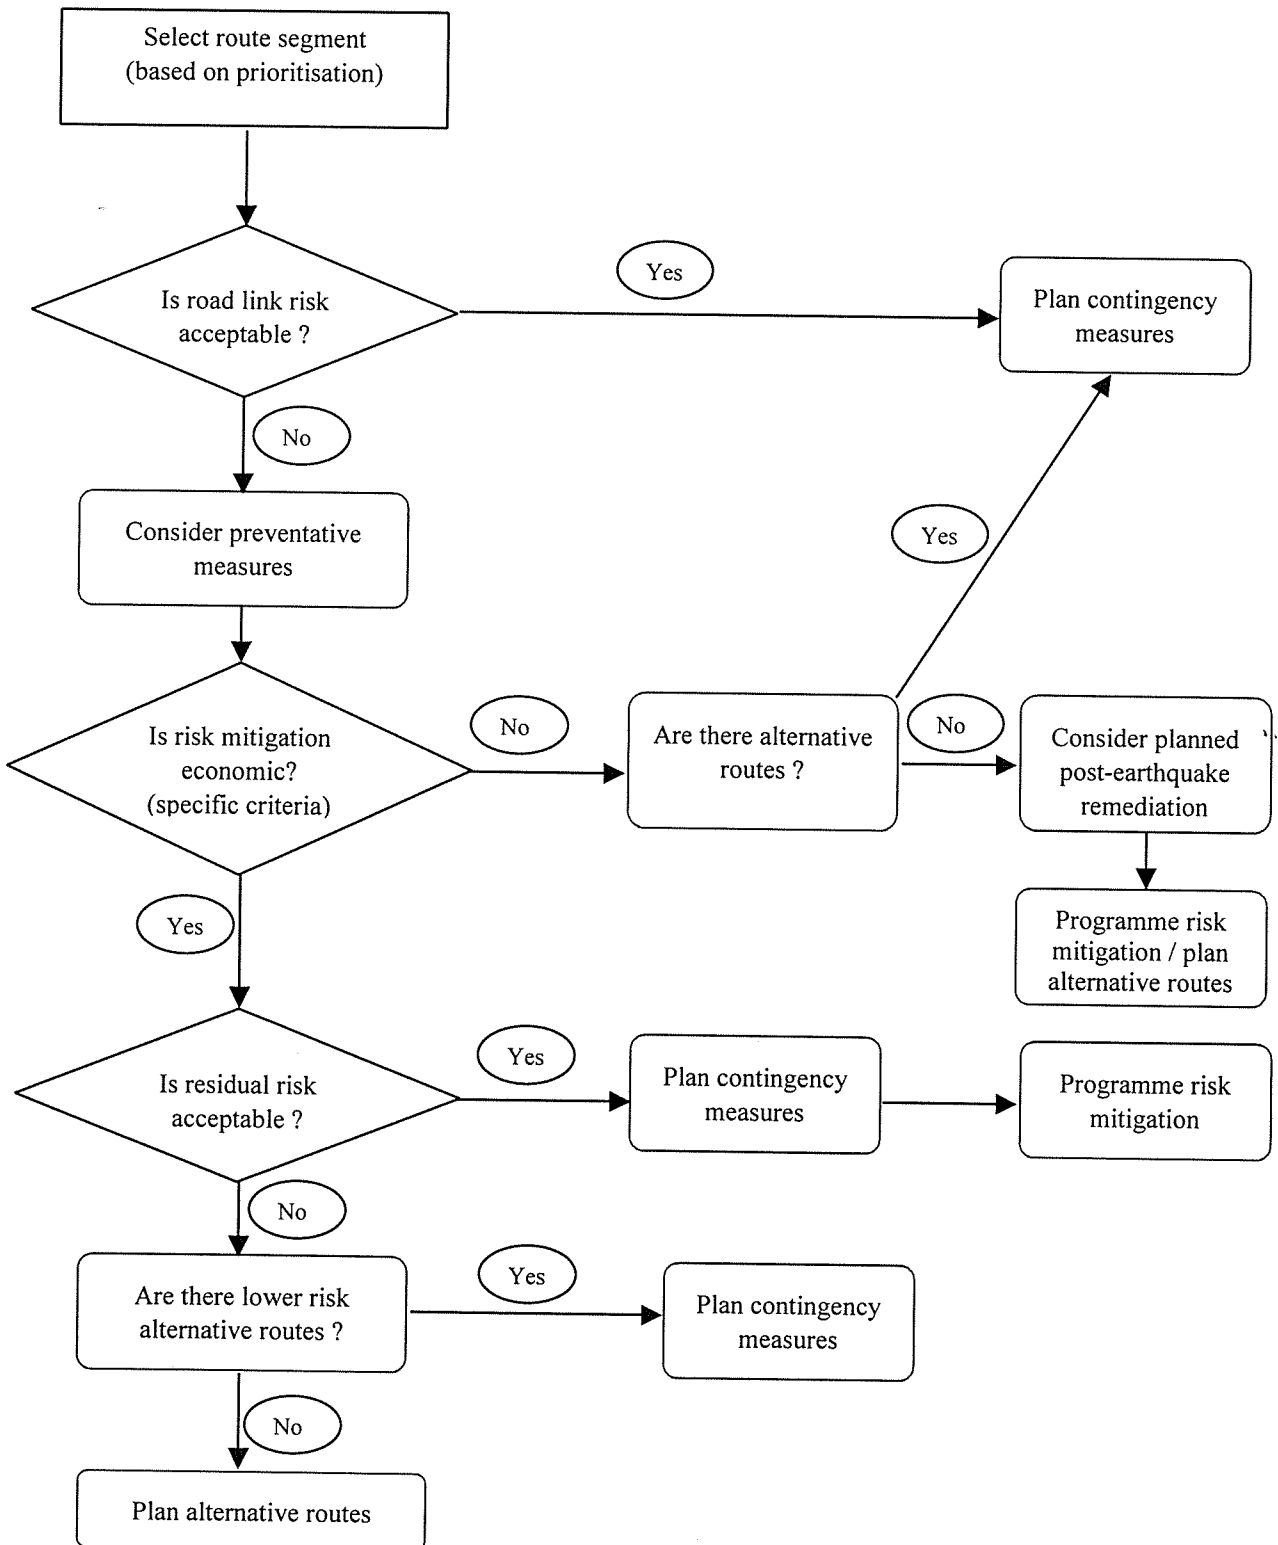 Select route segment
(based on prioritisation)
Is road link risk
acceptable ?
Yes
Plan contingency
measures
No
Consider preventative
measures
Yes
Is risk mitigation
economic?
(specific criteria)
No
Are there alternative
routes ?
No
Consider planned
post-earthquake
remediation
Yes
Programme risk
mitigation / plan
alternative routes
Is residual risk
acceptable ?
Yes
Plan contingency
measures
Programme risk
mitigation
No
Are there lower risk
alternative routes ?
Yes
Plan contingency
measures
No
Plan alternative routes